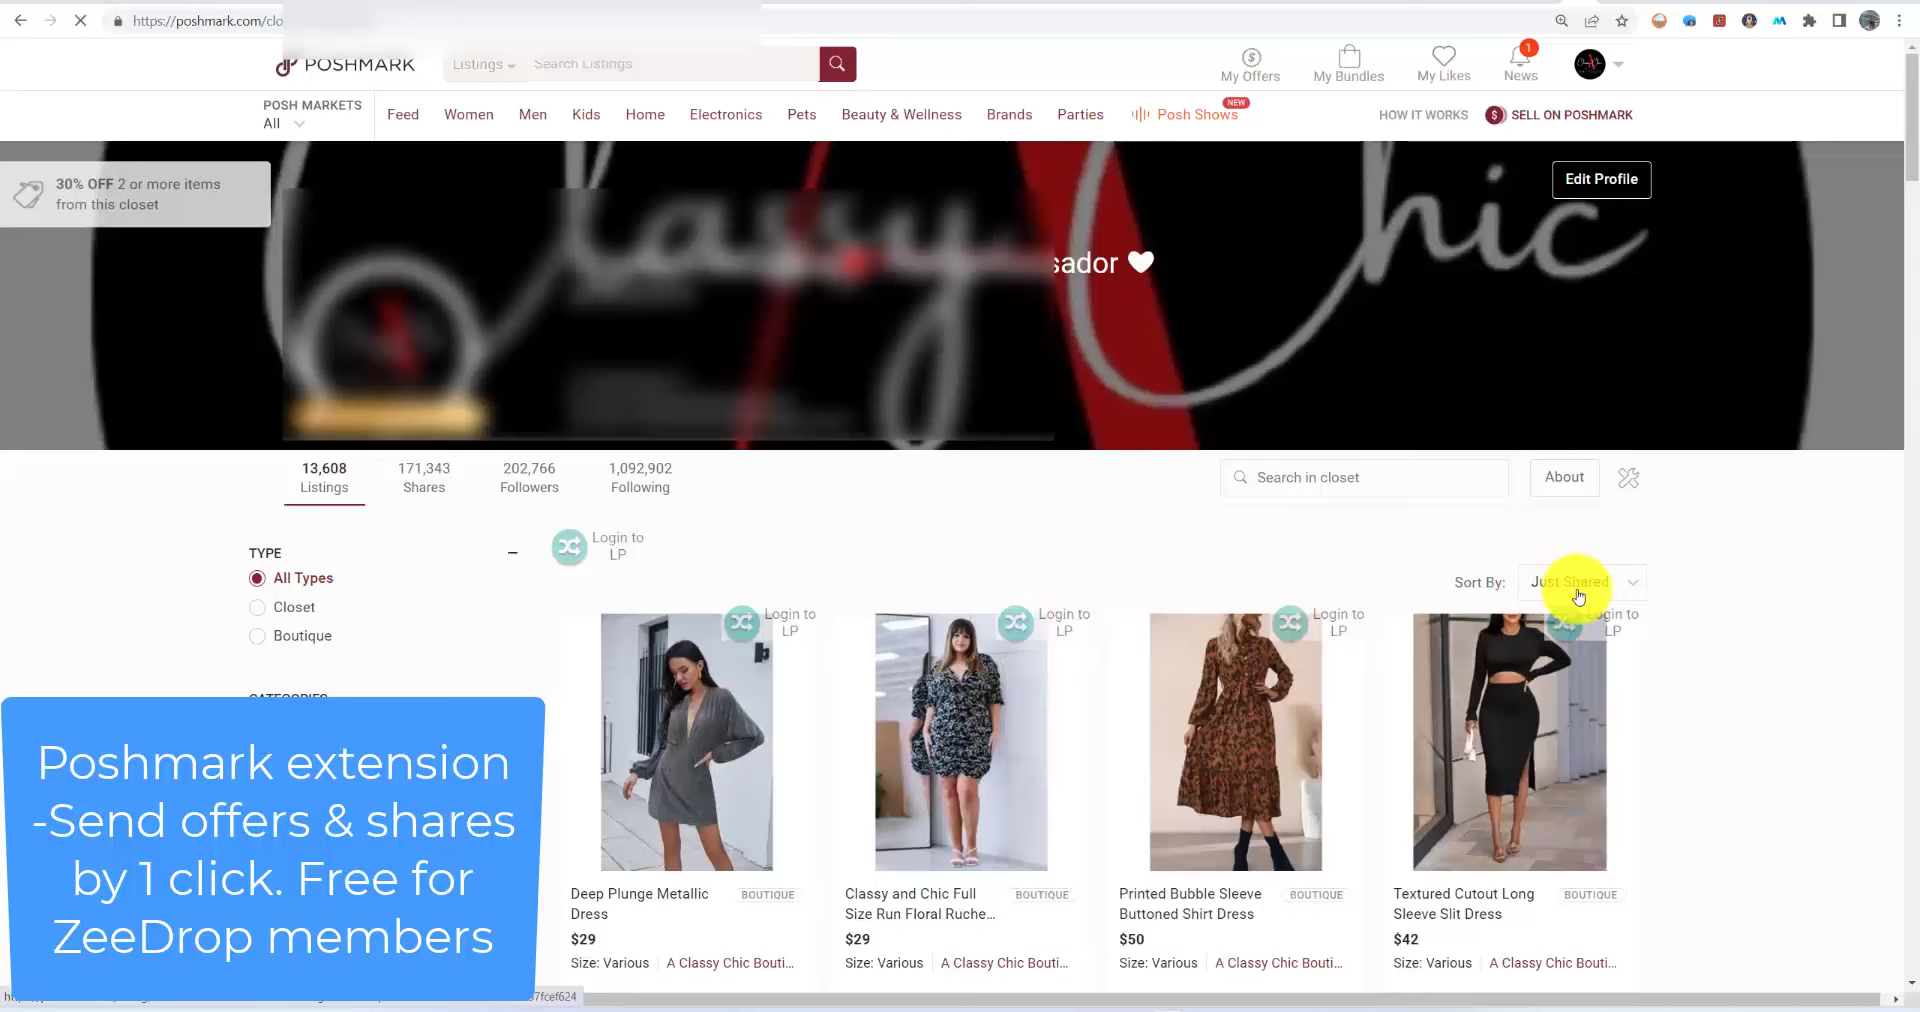 https://poshmark.com/clo
POSHMARK
Listings
Search Listings
My Offers
My Bundles
My Likes
1
News
POSH MARKETS
All
Feed
Women
Men
Kids
Home
Electronics
Pets
Beauty & Wellness
Brands
Parties
Posh Shows
NEW
HOW IT WORKS
$ SELL ON POSHMARK
30% OFF 2 or more items
from this closet
Classy Chic
Edit Profile
sador
13,608
Listings
171,343
Shares
202,766
Followers
1,092,902
Following
Search in closet
About
Login to
LP
TYPE
All Types
Closet
Boutique
CATEGORIES
Sort By:
Just Shared
Login to
LP
Login to
LP
Login to
LP
Login to
LP
Deep Plunge Metallic
Dress
BOUTIQUE
$29
Size: Various
A Classy Chic Bouti...
Classy and Chic Full
Size Run Floral Ruche...
BOUTIQUE
$29
Size: Various
A Classy Chic Bouti...
Printed Bubble Sleeve
Buttoned Shirt Dress
BOUTIQUE
$50
Size: Various
A Classy Chic Bouti...
Textured Cutout Long
Sleeve Slit Dress
BOUTIQUE
$42
Size: Various
A Classy Chic Bouti...
Poshmark extension
-Send offers & shares
by 1 click. Free for
ZeeDrop members
7fcef624